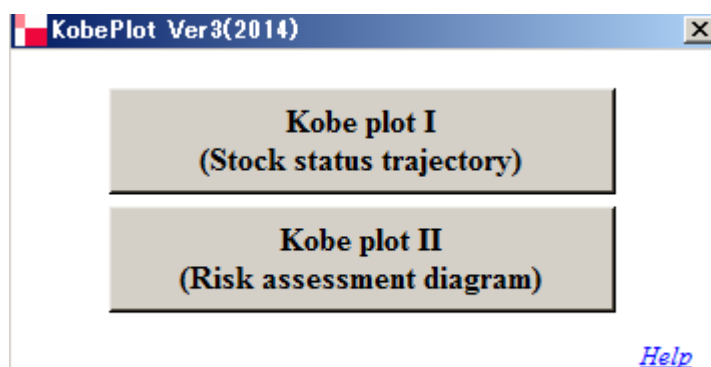 KobePlot Ver3(2014)
Kobe plot I
(Stock status trajectory)
Kobe plot II
(Risk assessment diagram)
Help